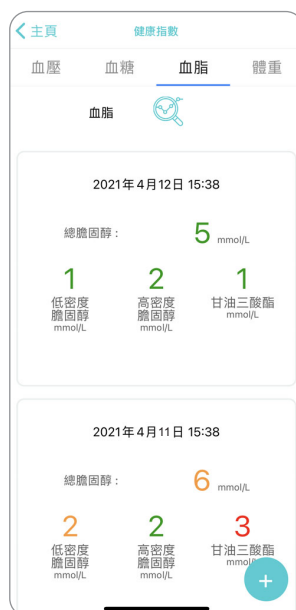 主頁
健康指數
血壓 血糖 血脂 體重
血脂
2021年4月12日 15:38
總膽固醇 : 5 mmol/L
1 2 1
低密度 高密度 甘油三酸酯
膽固醇 膽固醇 mmol/L
mmol/L mmol/L
2021年4月11日 15:38
總膽固醇 : 6 mmol/L
2 2 3
低密度 高密度 甘油三酸酯
膽固醇 膽固醇
mmol/L mmol/L
+